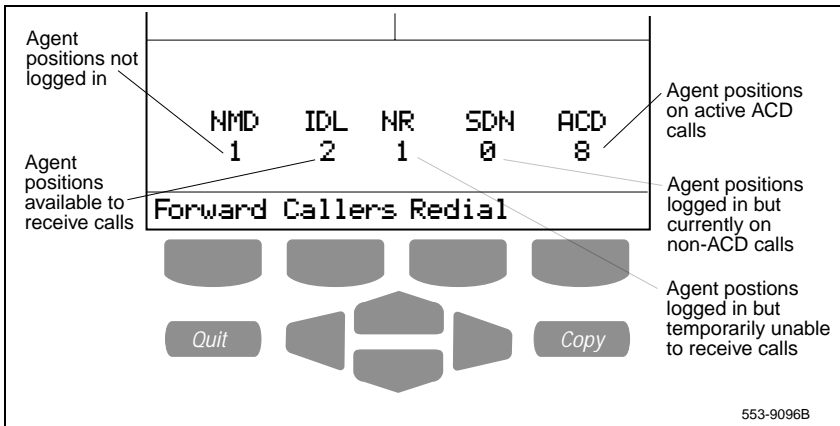 Agent
positions not
logged in
Agent
positions
available to
receive calls
NMD IDL NR SDN ACD
1 2 1 0 8
Forward Callers Redial
Quit
Copy
Agent positions
on active ACD
calls
Agent positions
logged in but
currently on
non-ACD calls
Agent postions
logged in but
temporarily unable
to receive calls
553-9096B